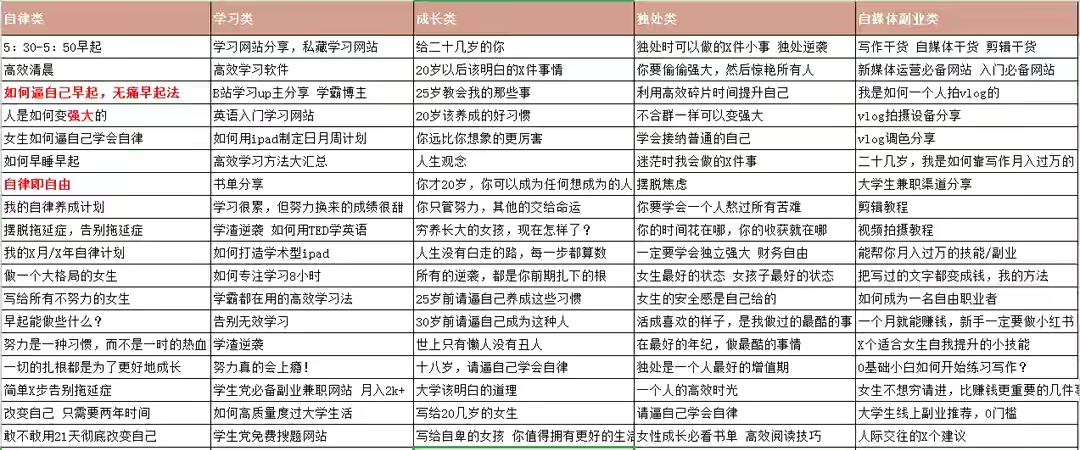 自律类 学习类 成长类 独处类 自媒体副业类
5：30-5：50早起 学习网站分享，私藏学习网站 给二十几岁的你 独处时可以做的X件小事 独处逆袭 写作干货 自媒体干货 剪辑干货
高效清晨 高效学习软件 20岁以后该明白的X件事情 你要偷偷强大，然后惊艳所有人 新媒体运营必备网站 入门必备网站
如何逼自己早起，无痛早起法 B站学习up主分享 学霸博主 25岁教会我的那些事 利用高效碎片时间提升自己 我是如何一个人拍vlog的
人是如何变强大的 英语入门学习网站 20岁该养成的好习惯 不合群一样可以变强大 vlog拍摄设备分享
女生如何逼自己学会自律 如何用ipad制定日月周计划 你远比你想象的更厉害 学会接纳普通的自己 vlog调色分享
如何早睡早起 高效学习方法大汇总 人生观念 迷茫时我会做的X件事 二十几岁，我是如何靠写作月入过万的
自律即自由 书单分享 你才20岁，你可以成为任何想成为的人 摆脱焦虑 大学生兼职渠道分享
我的自律养成计划 学习很累，但努力换来的成绩很甜 你只管努力，其他的交给命运 你要学会一个人熬过所有苦难 剪辑教程
摆脱拖延症，告别拖延症 学渣逆袭 如何用TED学英语 穷养长大的女孩，现在怎样了？ 你的时间花在哪，你的收获就在哪 视频拍摄教程
我的X月/X年自律计划 如何打造学术型ipad 人生没有白走的路，每一步都算数 一定要学会独立强大 财务自由 能帮你月入过万的技能/副业
做一个大格局的女生 如何专注学习8小时 所有的逆袭，都是你前期扎下的根 女生最好的状态 女孩子最好的状态 把写过的文字都变成钱，我的方法
写给所有不努力的女生 学霸都在用的高效学习法 25岁前请逼自己养成这些习惯 女生的安全感是自己给的 如何成为一名自由职业者
早起能做些什么？ 告别无效学习 30岁前请逼自己成为这种人 活成喜欢的样子，是我做过的最酷的事 一个月就能赚钱，新手一定要做小红书
努力是一种习惯，而不是一时的热血 学渣逆袭 世上只有懒人没有丑人 在最好的年纪，做最酷的事情 X个适合女生自我提升的小技能
一切的扎根都是为了更好地成长 努力真的会上瘾！ 十八岁，请逼自己学会自律 独处是一个人最好的增值期 0基础小白如何开始练习写作？
简单X步告别拖延症 学生党必备副业兼职网站 月入2k+ 大学该明白的道理 一个人的高效时光 女生不想穷请进，比赚钱更重要的几件事
改变自己 只需要两年时间 如何高质量度过大学生活 写给20几岁的女生 请逼自己学会自律 大学生线上副业推荐，0门槛
敢不敢用21天彻底改变自己 学生党免费搜题网站 写给自卑的女孩 你值得拥有更好的生活 女性成长必看书单 高效阅读技巧 人际交往的X个建议